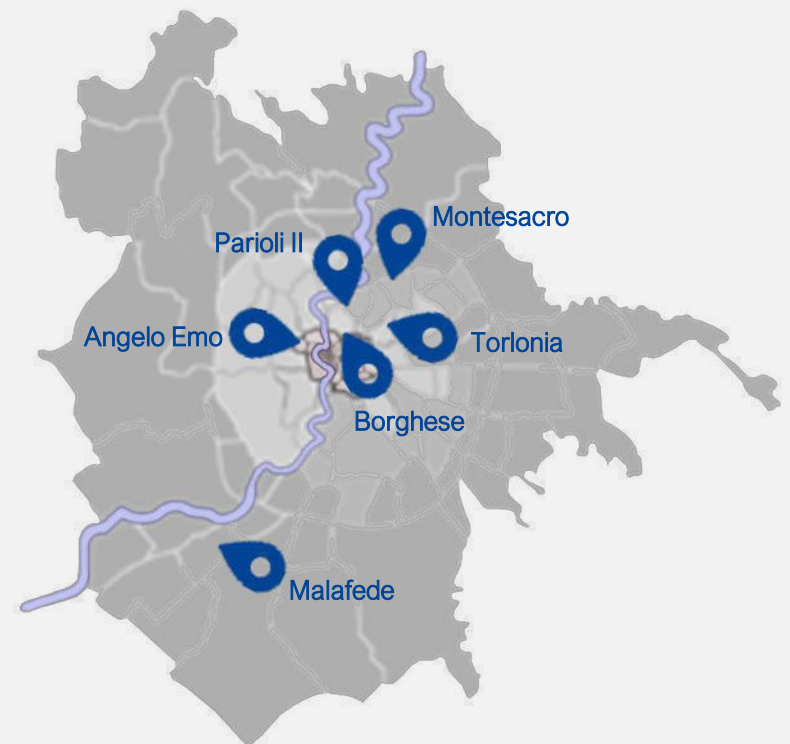 Montesacro
Parioli II
Angelo Emo
Torlonia
Borghese
Malafede